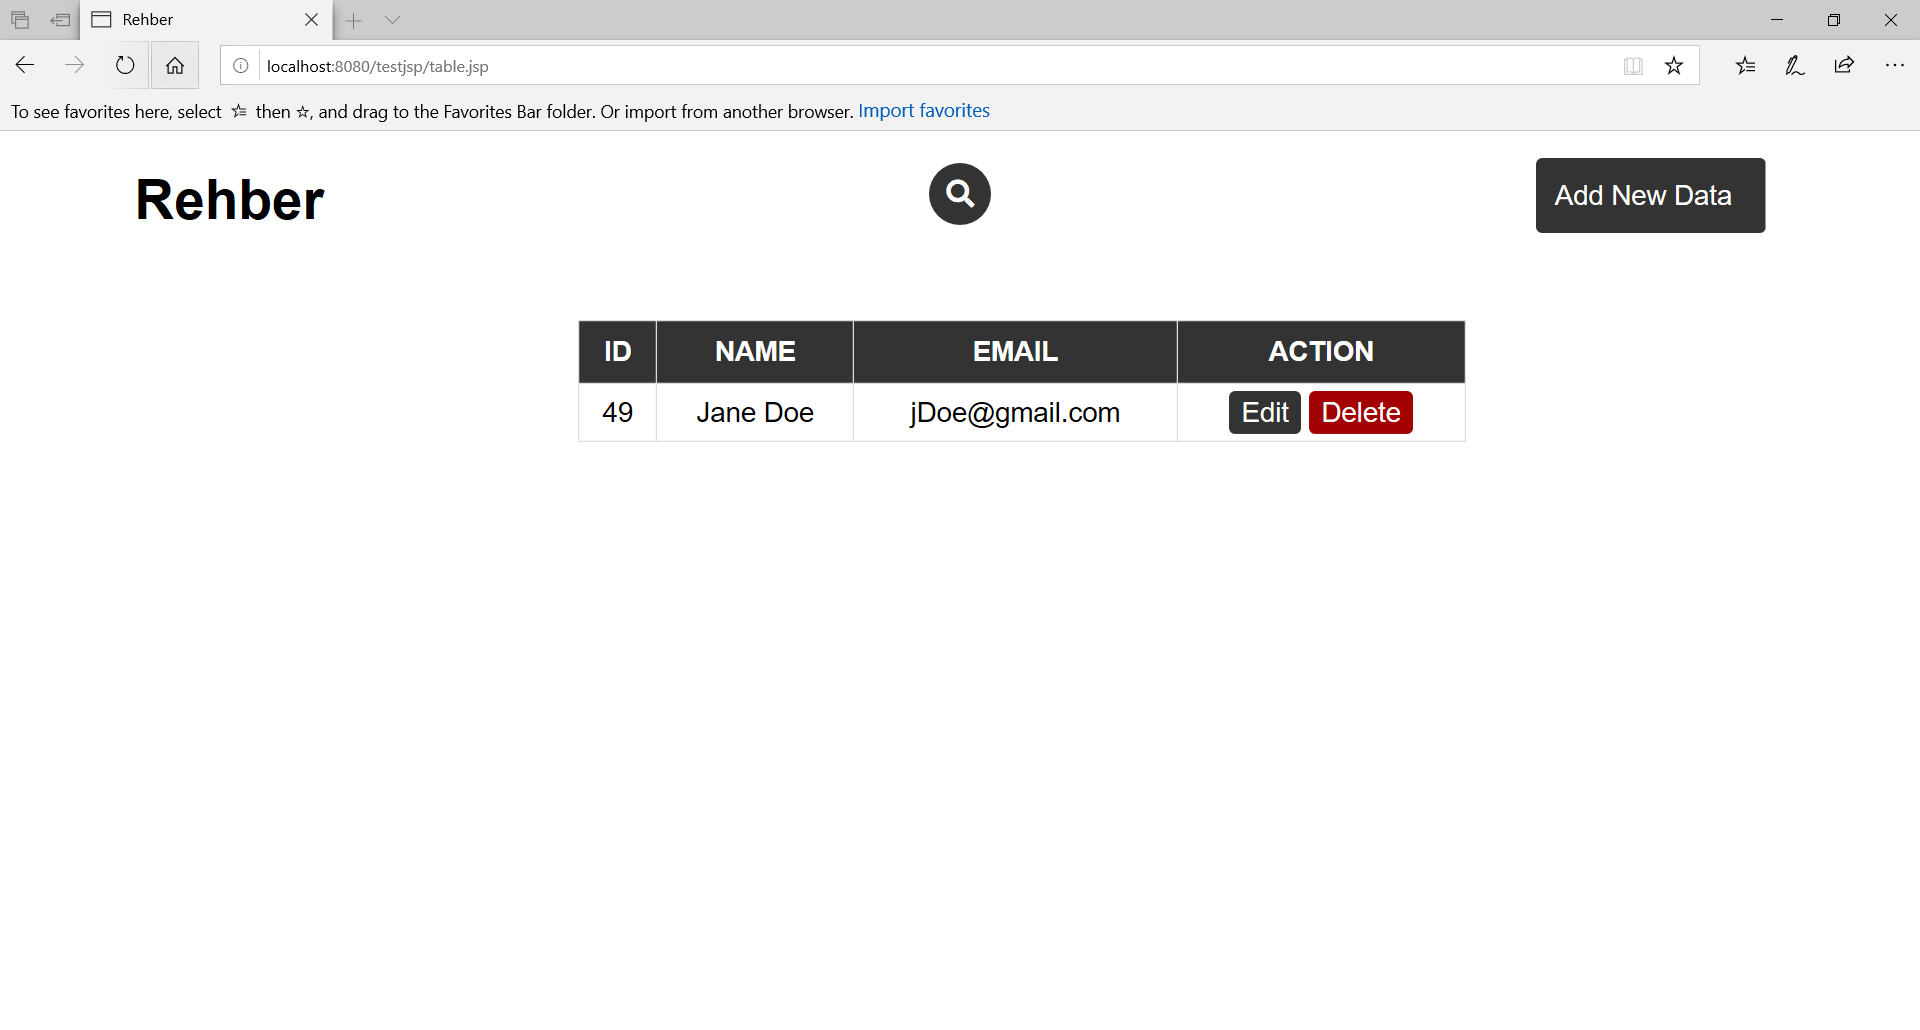 Rehber
localhost:8080/testjsp/table.jsp
To see favorites here, select then , and drag to the Favorites Bar folder. Or import from another browser. Import favorites
Rehber
Add New Data
ID NAME EMAIL ACTION
49 Jane Doe jDoe@gmail.com Edit Delete